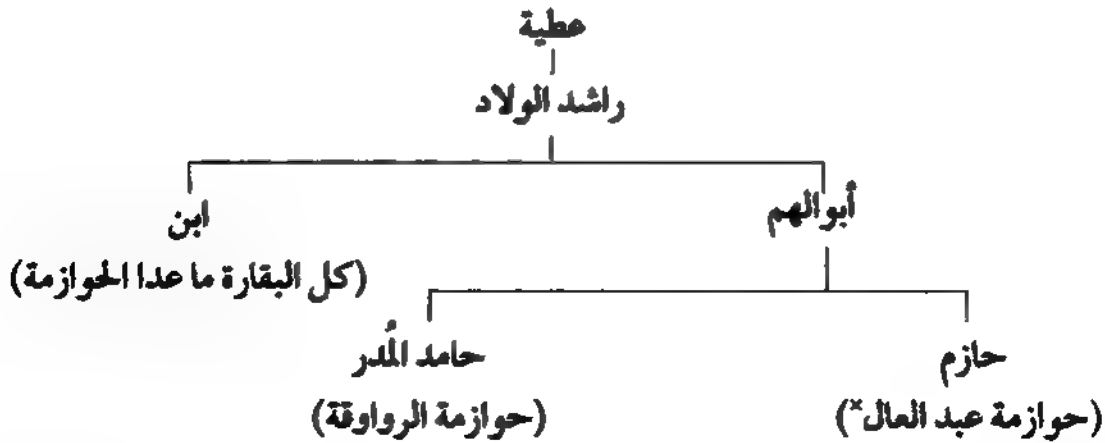 عطية
راشد الولاد
أبوالهم
ابن
(كل البقارة ما عدا الحوازمة)
حازم
حامد المُدر
(حوازمة عبد العال×)
(حوازمة الرواوقة)